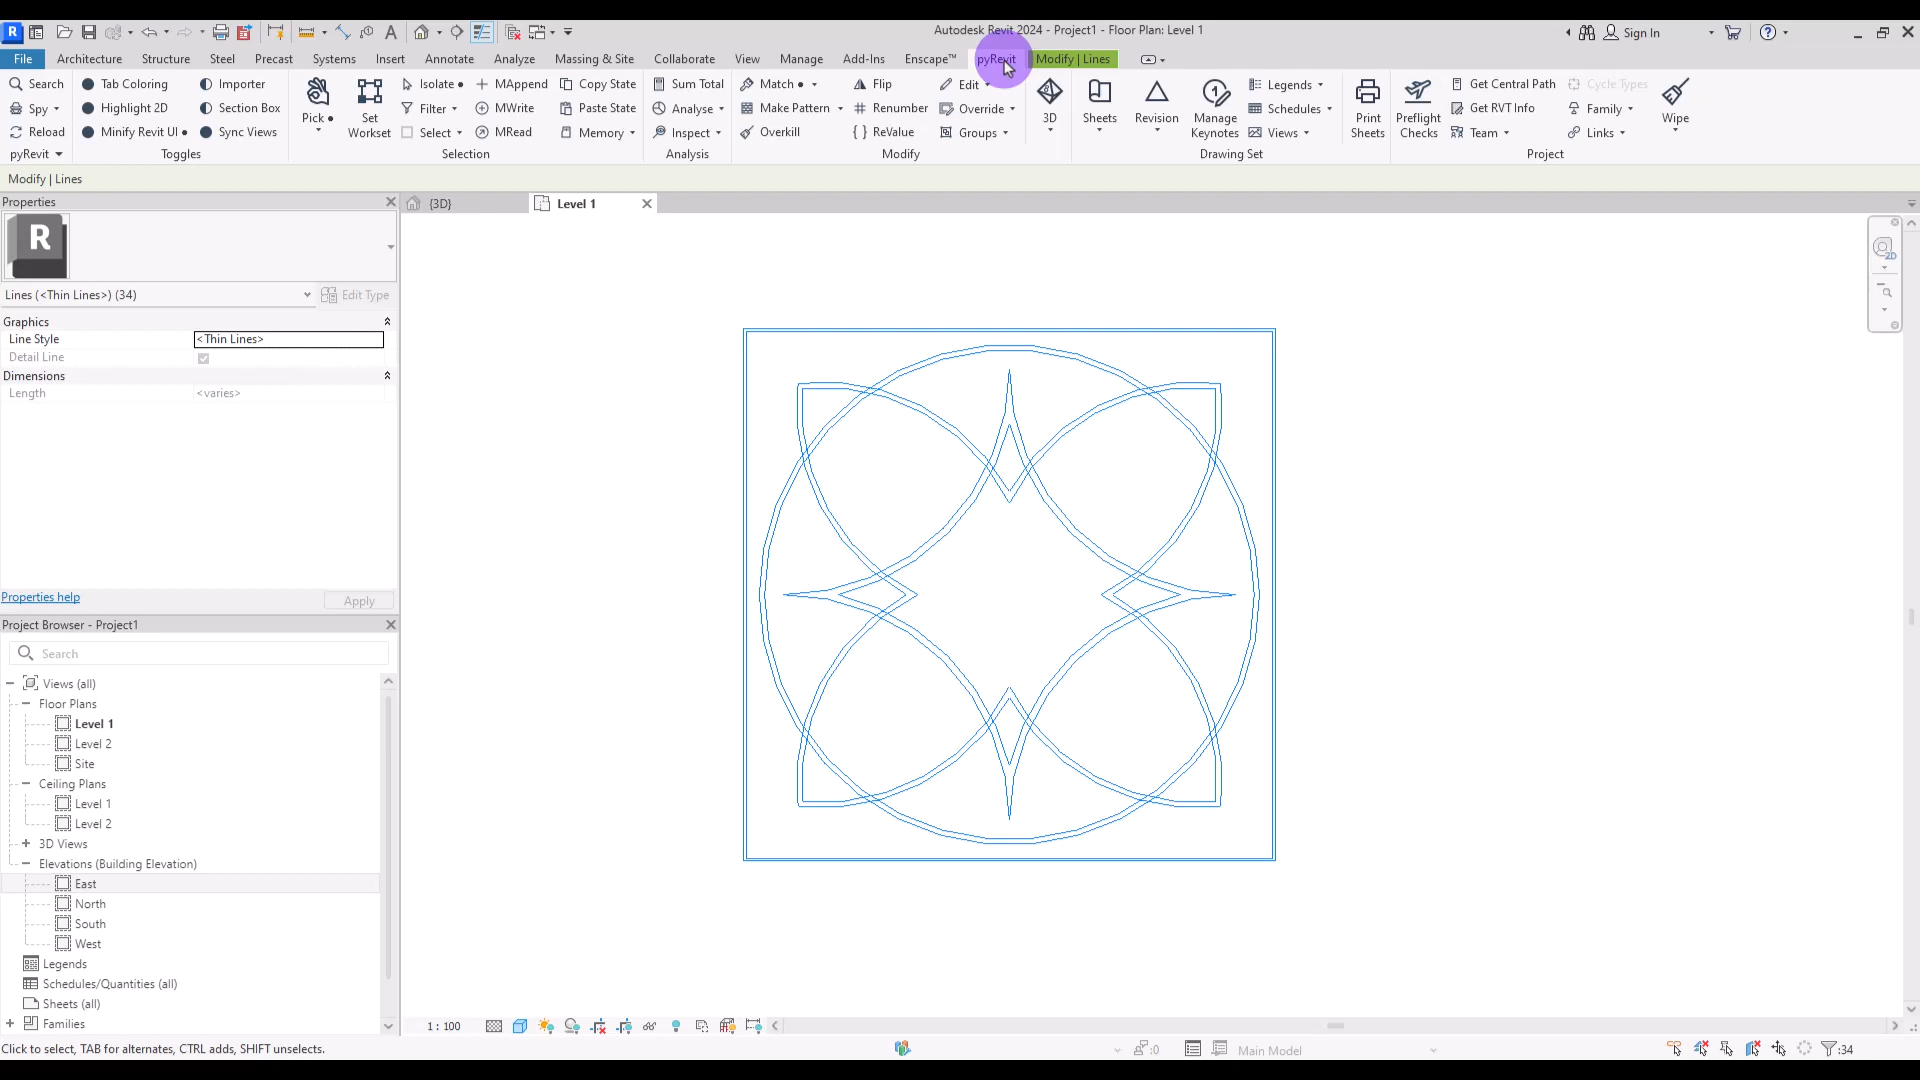 Autodesk Revit 2024 - Project1 - Floor Plan: Level 1
Sign In
File Architecture Structure Steel Precast Systems Insert Annotate Analyze Massing & Site Collaborate View Manage Add-Ins Enscape™ pyRevit Modify | Lines
Search Tab Coloring Importer Isolate MAppend Copy State Sum Total Match Flip Edit Legends Get Central Path Cycle Types
Spy Highlight 2D Section Box Filter MWrite Paste State Analyse Make Pattern Renumber Override Schedules Get RVT Info Family
Reload Minify Revit UI Sync Views Select MRead Memory Inspect Overkill ReValue Groups Views Team Links
Pick Set Workset 3D Sheets Revision Manage Keynotes Print Sheets Preflight Checks Wipe
pyRevit Toggles Selection Analysis Modify Drawing Set Project
Modify | Lines
Properties
{3D}
Level 1
R
Lines (<Thin Lines>) (34)
Edit Type
Graphics
Line Style <Thin Lines>
Detail Line
Dimensions
Length <varies>
Properties help
Apply
Project Browser - Project1
Search
Views (all)
Floor Plans
Level 1
Level 2
Site
Ceiling Plans
Level 1
Level 2
3D Views
Elevations (Building Elevation)
East
North
South
West
Legends
Schedules/Quantities (all)
Sheets (all)
Families
2D
1 : 100
Click to select, TAB for alternates, CTRL adds, SHIFT unselects.
:0
Main Model
:34